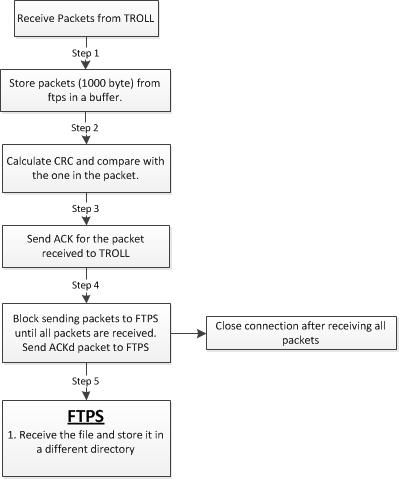 Receive Packets from TROLL
Step 1
Store packets (1000 byte) from
ftps in a buffer.
Step 2
Calculate CRC and compare with
the one in the packet.
Step 3
Send ACK for the packet
received to TROLL
Step 4
Block sending packets to FTPS
until all packets are received.
Send ACKd packet to FTPS
Close connection after receiving all
packets
Step 5
FTPS
1. Receive the file and store it in
a different directory